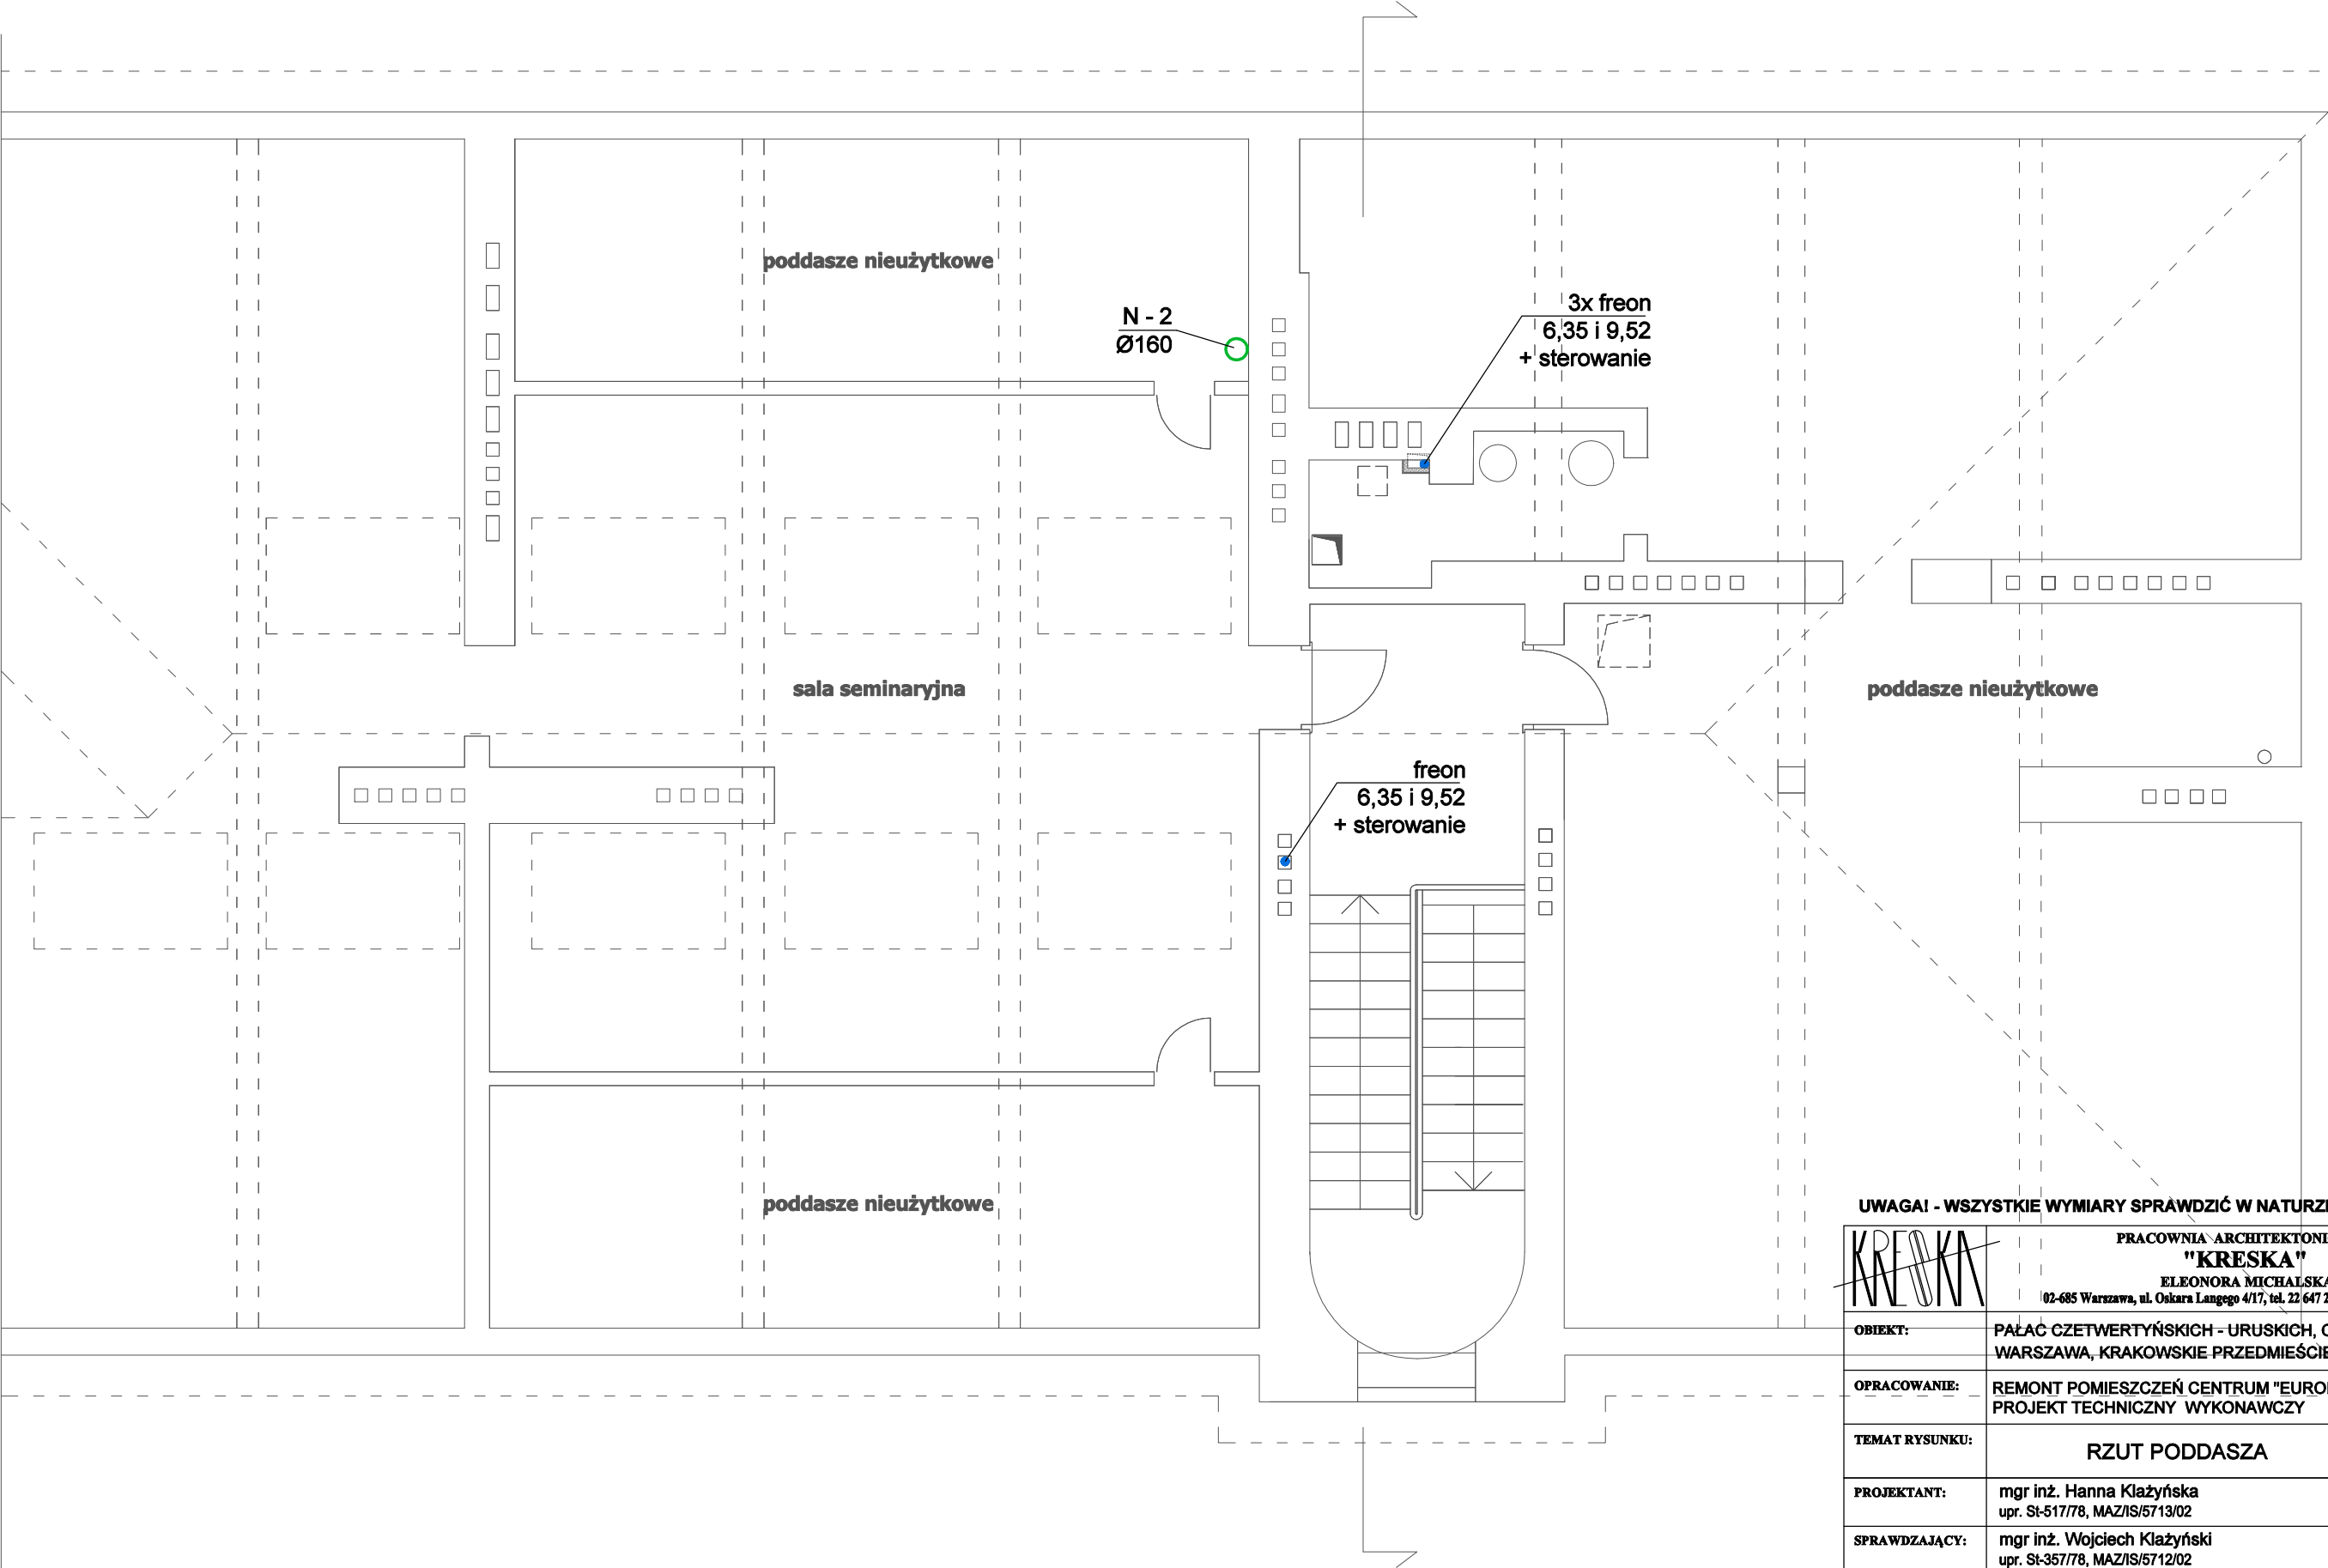 poddasze nieużytkowe
N - 2
Ø160
3x freon
6,35 i 9,52
+ sterowanie
sala seminaryjna
poddasze nieużytkowe
freon
6,35 i 9,52
+ sterowanie
poddasze nieużytkowe
UWAGA! - WSZYSTKIE WYMIARY SPRAWDZIĆ W NATURZE
KRESKA
PRACOWNIA ARCHITEKTONI
"KRESKA"
ELEONORA MICHALSKA
02-685 Warszawa, ul. Oskara Langego 4/17, tel. 22 647 2
OBIEKT:
PAŁAC CZETWERTYŃSKICH - URUSKICH,
WARSZAWA, KRAKOWSKIE PRZEDMIEŚCIE
OPRACOWANIE:
REMONT POMIESZCZEŃ CENTRUM "EURO
PROJEKT TECHNICZNY WYKONAWCZY
TEMAT RYSUNKU:
RZUT PODDASZA
PROJEKTANT:
mgr inż. Hanna Klażyńska
upr. St-517/78, MAZ/IS/5713/02
SPRAWDZAJĄCY:
mgr inż. Wojciech Klażyński
upr. St-357/78, MAZ/IS/5712/02